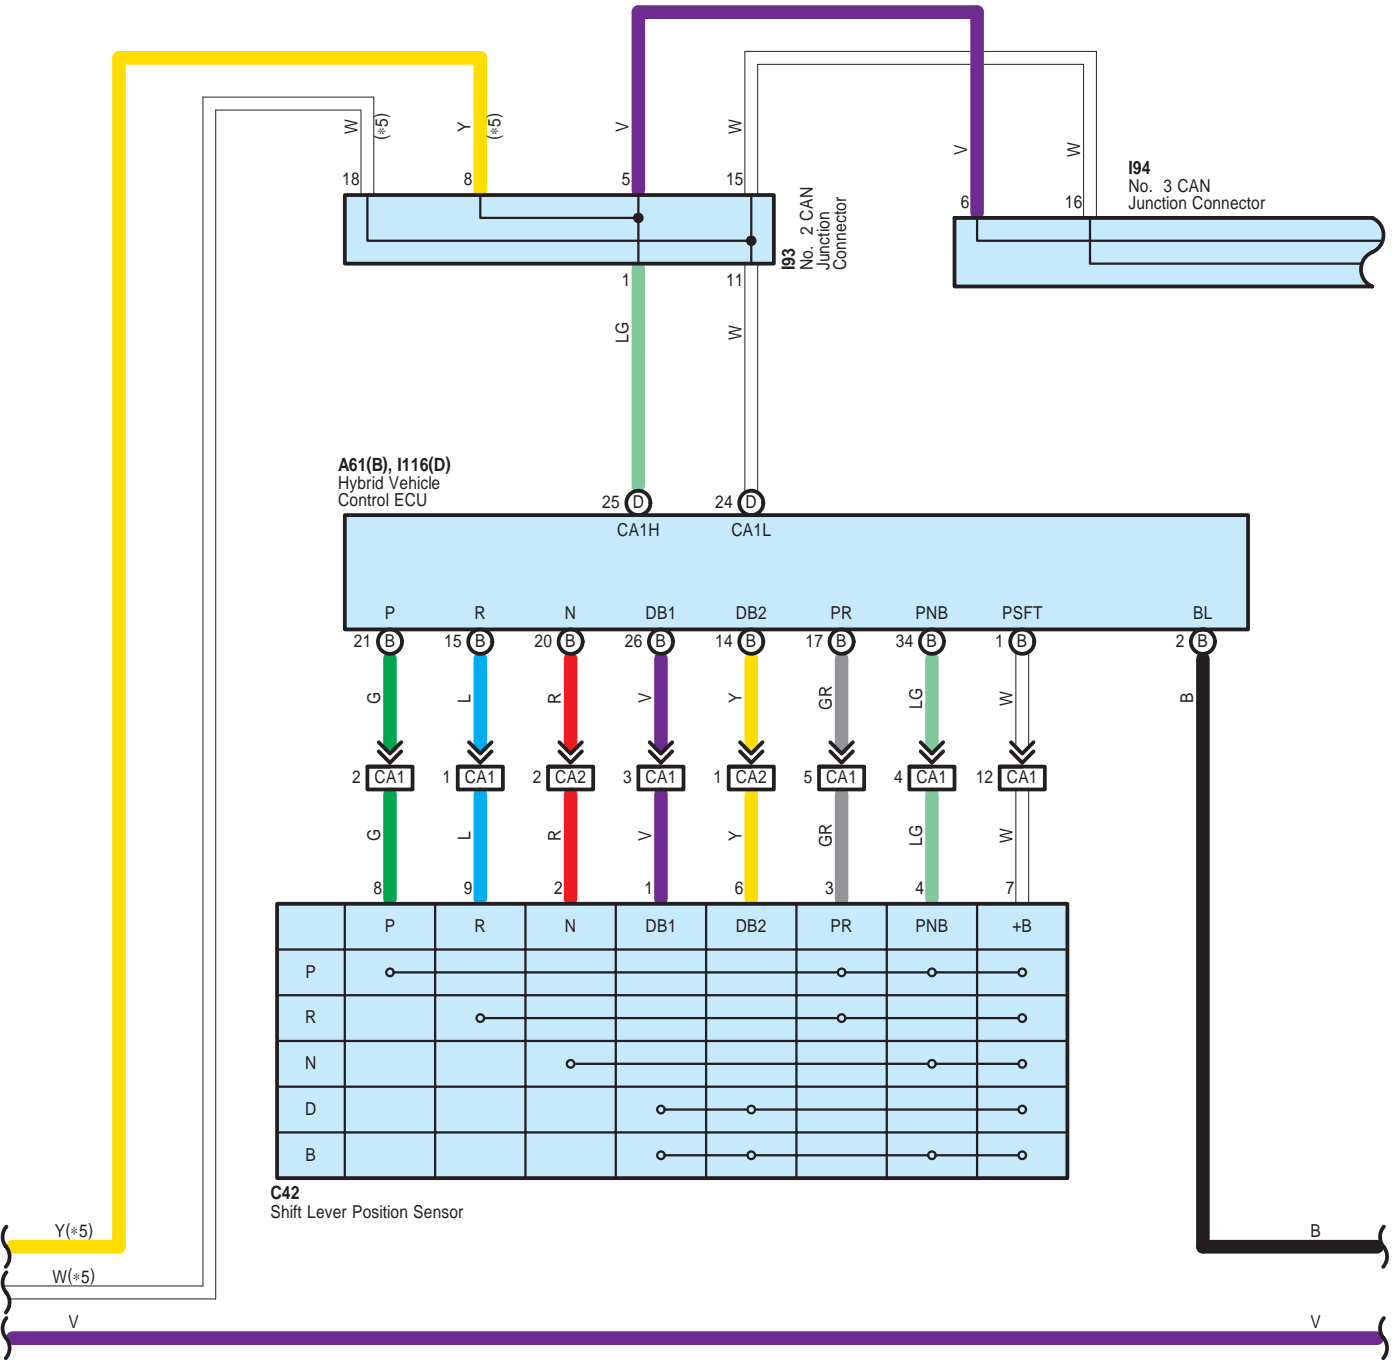 W
(*5)
Y
(*5)
V
W
V
W
18
8
5
15
6
16
I94
No. 3 CAN
Junction Connector
I93
No. 2 CAN
Junction
Connector
1
11
LG
W
A61(B), I116(D)
Hybrid Vehicle
Control ECU
25 D
24 D
CA1H
CA1L
P R N DB1 DB2 PR PNB PSFT BL
21 B 15 B 20 B 26 B 14 B 17 B 34 B 1 B 2 B
G L R V Y GR LG W B
2 CA1 1 CA1 2 CA2 3 CA1 1 CA2 5 CA1 4 CA1 12 CA1
G L R V Y GR LG W
8 9 2 1 6 3 4 7
P R N DB1 DB2 PR PNB +B
P
R
N
D
B
C42
Shift Lever Position Sensor
Y(*5)
B
W(*5)
V
V